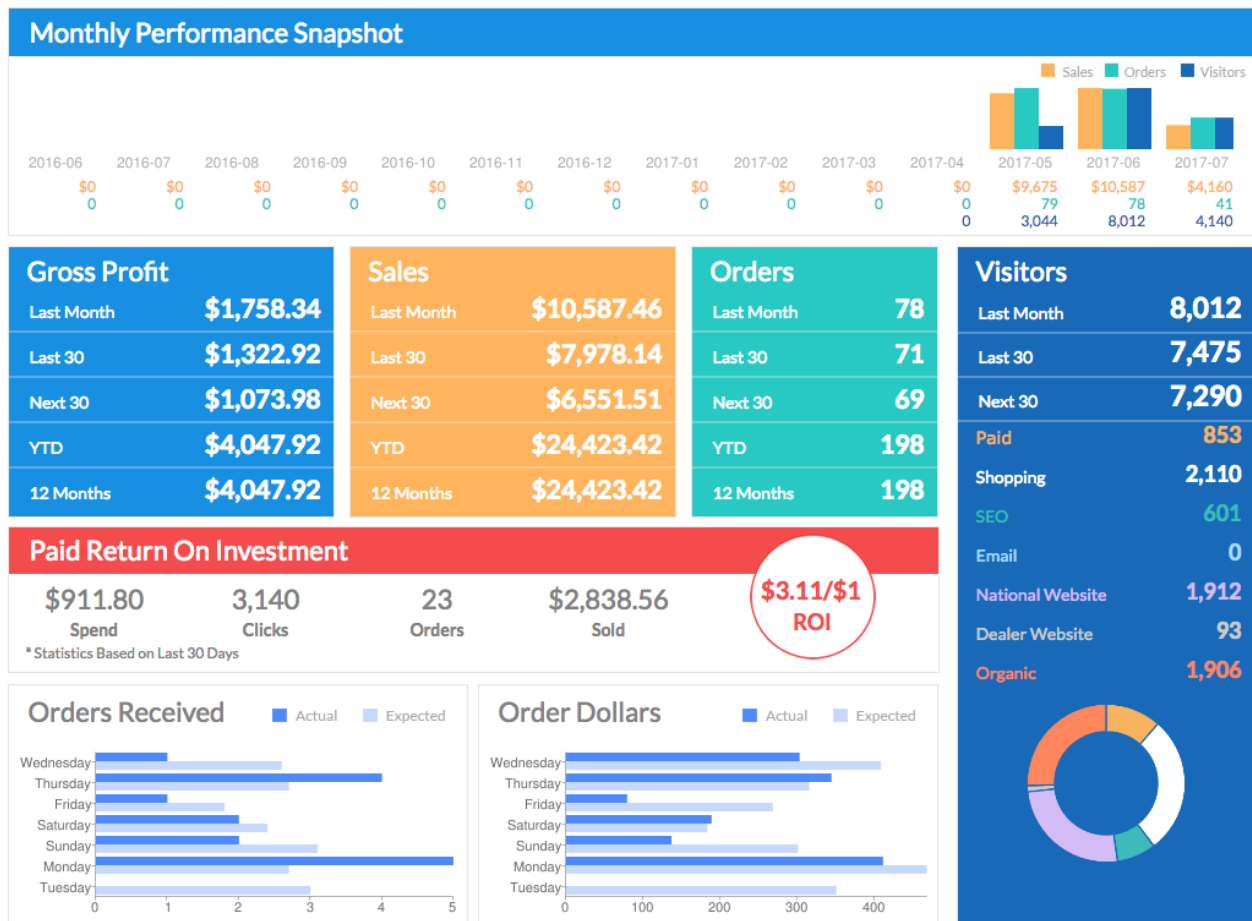 Monthly Performance Snapshot
Sales Orders Visitors
2016-06 2016-07 2016-08 2016-09 2016-10 2016-11 2016-12 2017-01 2017-02 2017-03 2017-04 2017-05 2017-06 2017-07
$0 $0 $0 $0 $0 $0 $0 $0 $0 $0 $0 $9,675 $10,587 $4,160
0 0 0 0 0 0 0 0 0 0 0 79 78 41
0 3,044 8,012 4,140
Gross Profit
Last Month $1,758.34
Last 30 $1,322.92
Next 30 $1,073.98
YTD $4,047.92
12 Months $4,047.92
Sales
Last Month $10,587.46
Last 30 $7,978.14
Next 30 $6,551.51
YTD $24,423.42
12 Months $24,423.42
Orders
Last Month 78
Last 30 71
Next 30 69
YTD 198
12 Months 198
Visitors
Last Month 8,012
Last 30 7,475
Next 30 7,290
Paid 853
Shopping 2,110
SEO 601
Email 0
National Website 1,912
Dealer Website 93
Organic 1,906
Paid Return On Investment
$911.80 3,140 23 $2,838.56
Spend Clicks Orders Sold
* Statistics Based on Last 30 Days
$3.11/$1
ROI
Orders Received Actual Expected
Wednesday
Thursday
Friday
Saturday
Sunday
Monday
Tuesday
0 1 2 3 4 5
Order Dollars Actual Expected
Wednesday
Thursday
Friday
Saturday
Sunday
Monday
Tuesday
0 100 200 300 400